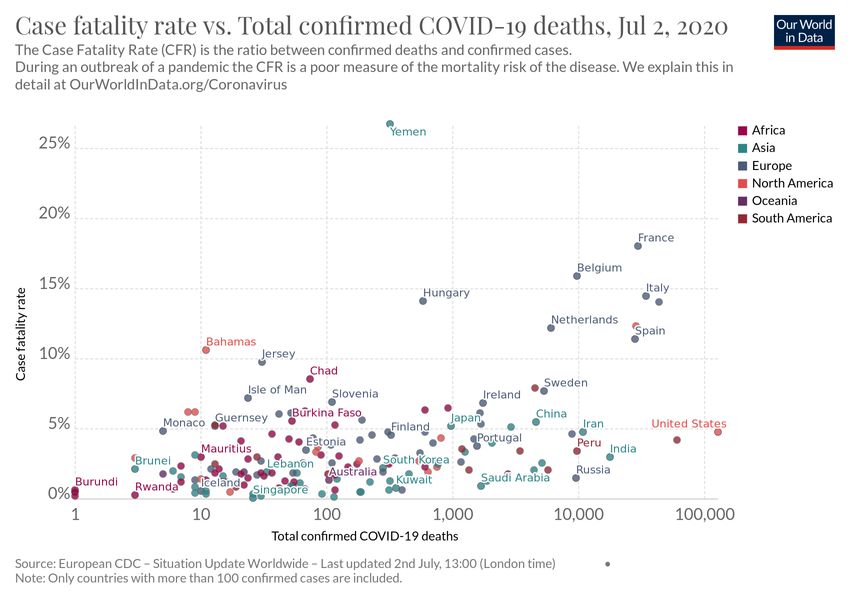 Case fatality rate vs. Total confirmed COVID-19 deaths, Jul 2, 2020
Our World
in Data
The Case Fatality Rate (CFR) is the ratio between confirmed deaths and confirmed cases.
During an outbreak of a pandemic the CFR is a poor measure of the mortality risk of the disease. We explain this in
detail at OurWorldInData.org/Coronavirus
Africa
Asia
Europe
North America
Oceania
South America
Case fatality rate
25%
20%
15%
10%
5%
0%
Yemen
France
Belgium
Italy
Hungary
Netherlands
Spain
Bahamas
Jersey
Chad
Isle of Man
Slovenia
Ireland
Sweden
Monaco
Guernsey
Burkina Faso
Finland
Japan
China
Iran
United States
Estonia
Portugal
Peru
India
Mauritius
Brunei
Lebanon
South Korea
Australia
Russia
Burundi
Rwanda
Iceland
Singapore
Kuwait
Saudi Arabia
1
10
100
1,000
10,000
100,000
Total confirmed COVID-19 deaths
Source: European CDC – Situation Update Worldwide – Last updated 2nd July, 13:00 (London time)
Note: Only countries with more than 100 confirmed cases are included.